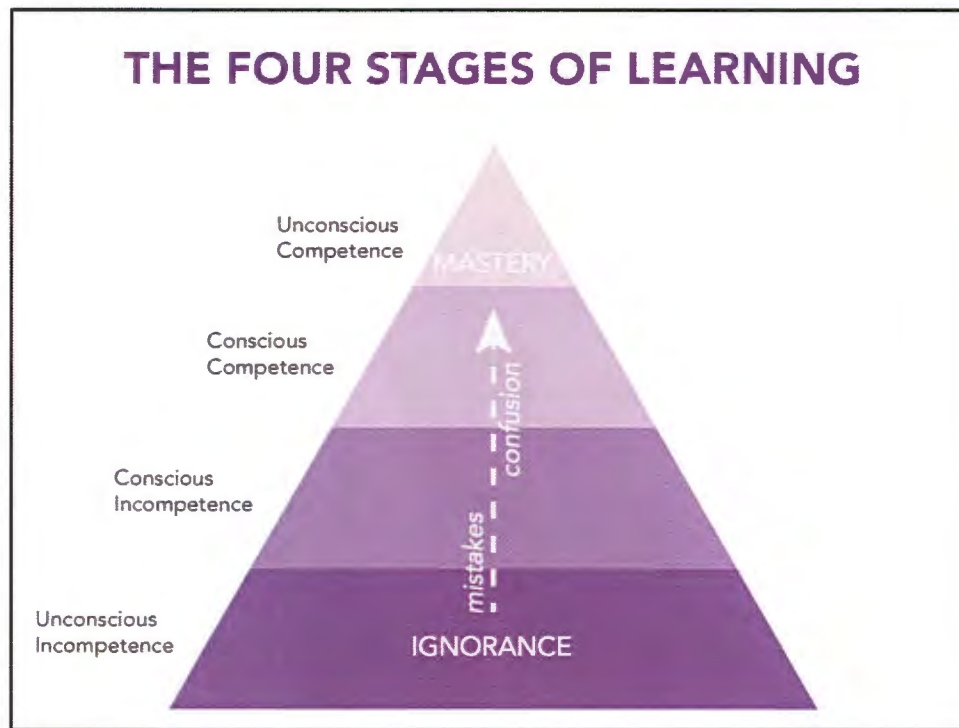 THE FOUR STAGES OF LEARNING
Unconscious
Competence
MASTERY
Conscious
Competence
confusion
Conscious
Incompetence
mistakes
Unconscious
Incompetence
IGNORANCE